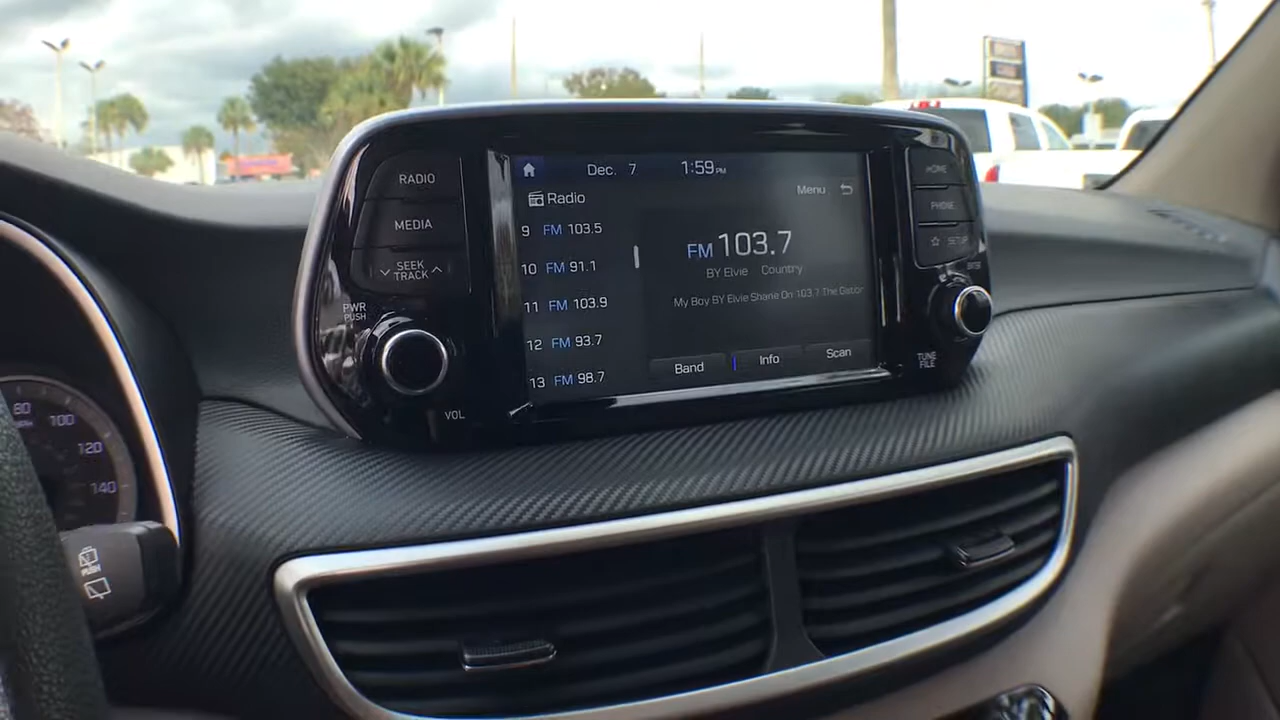 RADIO
MEDIA
SEEK
TRACK
PWR
PUSH
VOL
Dec. 7
1:59 PM
Radio
Menu
9 FM 103.5
10 FM 91.1
11 FM 103.9
12 FM 93.7
13 FM 98.7
FM 103.7
BY Elvie Country
My Boy BY Elvie Shane On 103.7 The Gator
Band
Info
Scan
HOME
PHONE
SETUP
ENTER
TUNE
FILE
80
100
120
140